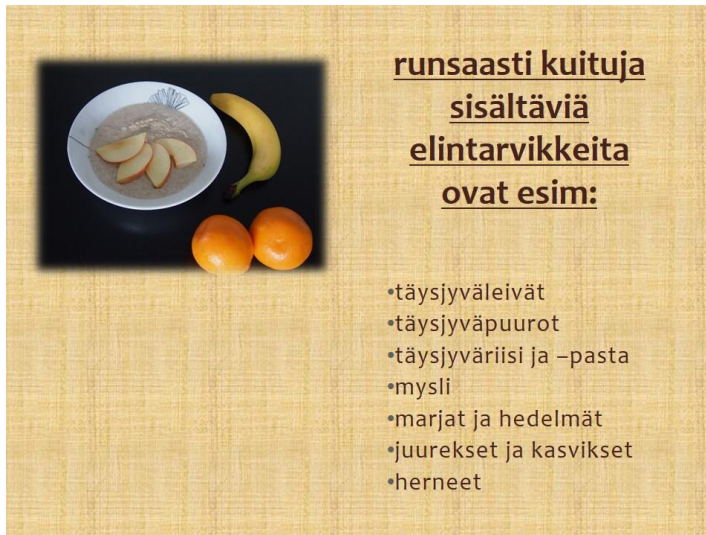 runsaasti kuituja
sisältäviä
elintarvikkeita
ovat esim:
•täysjyväleivät
•täysjyväpuurot
•täysjyväriisi ja –pasta
•mysli
•marjat ja hedelmät
•juurekset ja kasvikset
•herneet